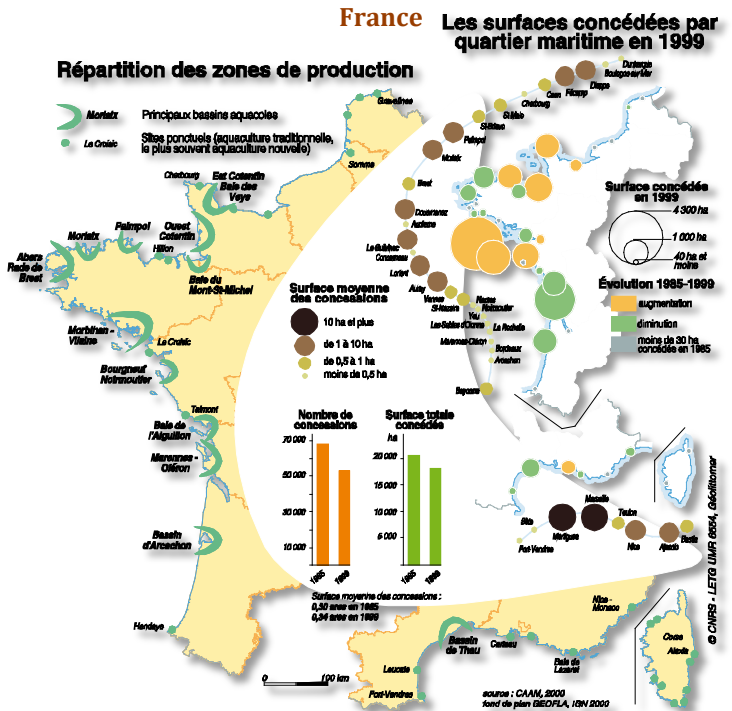 France
Les surfaces concédées par
quartier maritime en 1999
Répartition des zones de production
Morlaix
Principaux bassins aquacoles
Le Croisic
Sites ponctuels (aquaculture traditionnelle,
le plus souvent aquaculture nouvelle)
Gravelines
Somme
Cherbourg
Est Cotentin
Baie des
Veys
Ouest
Cotentin
Paimpol
Morlaix
Hillion
Abers
Rade de
Brest
Baie du
Mont-St-Michel
Morbihan -
Vilaine
Le Croisic
Bourgneuf
Noirmoutier
Talmont
Baie de
l'Aiguillon
Marennes -
Oléron
Bassin
d'Arcachon
Hendaye
Leucate
Port-Vendres
Bassin
de Thau
Carteau
Baie de
Lazaret
Nice -
Monaco
Corse
0
100 km
Dunkerque
Boulogne sur Mer
Dieppe
Fécamp
Caen
Cherbourg
St-Malo
St-Brieuc
Paimpol
Morlaix
Brest
Douarnenez
Audierne
Le Guilvinec
Concarneau
Lorient
Auray
Vannes
St-Nazaire
Nantes
Noirmoutier
Yeu
Les Sables d'Olonne
La Rochelle
Marennes-Oléron
Bordeaux
Arcachon
Bayonne
Surface concédée
en 1999
4 300 ha
1 000 ha
40 ha et
moins
Évolution 1985-1999
augmentation
diminution
moins de 30 ha
concédés en 1985
Surface moyenne
des concessions
10 ha et plus
de 1 à 10 ha
de 0,5 à 1 ha
moins de 0,5 ha
Nombre de
concessions
70 000
50 000
30 000
10 000
1985
1999
Surface totale
concédée
ha
20 000
15 000
10 000
5 000
1985
1999
Surface moyenne des concessions :
0,30 ares en 1985
0,34 ares en 1999
Port-Vendres
Martigues
Marseille
Toulon
Nice
Ajaccio
Bastia
source : CAAM, 2000
fond de plan GEOFLA, IGN 2000
© CNRS - LETG UMR 6554, Géolittomer